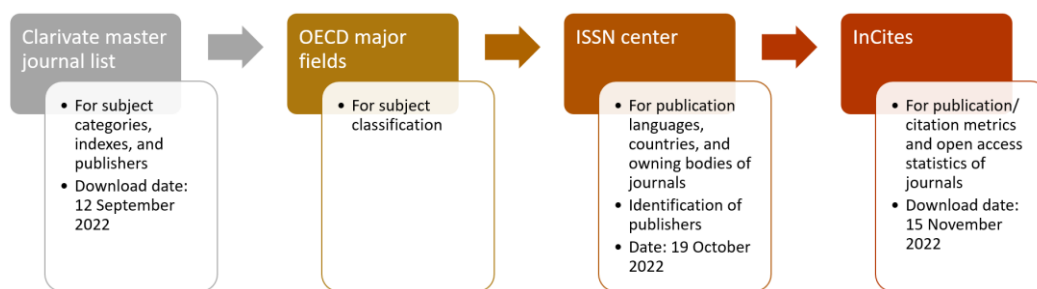 Clarivate master
journal list
• For subject
categories,
indexes, and
publishers
• Download date:
12 September
2022
OECD major
fields
• For subject
classification
ISSN center
• For publication
languages,
countries, and
owning bodies of
journals
• Identification of
publishers
• Date: 19 October
2022
InCites
• For publication/
citation metrics
and open access
statistics of
journals
• Download date:
15 November
2022